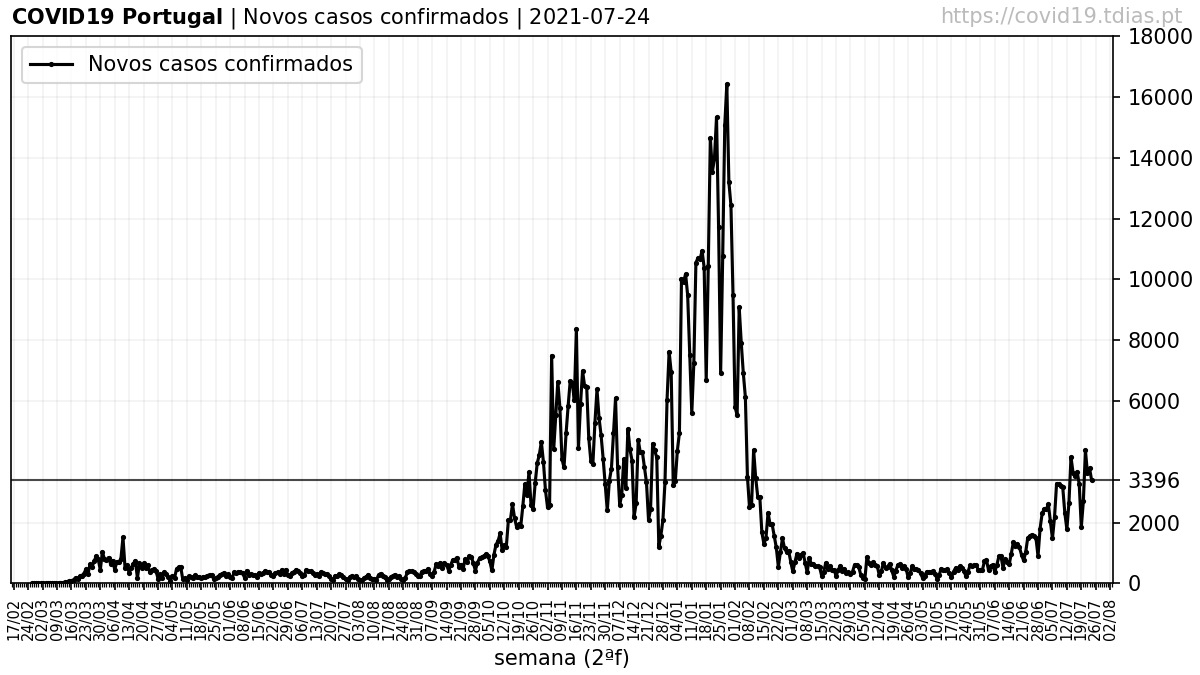 COVID19 Portugal | Novos casos confirmados | 2021-07-24
https://covid19.tdias.pt
Novos casos confirmados
18000
16000
14000
12000
10000
8000
6000
3396
2000
0
17/02 24/02 02/03 09/03 16/03 23/03 30/03 06/04 13/04 20/04 27/04 04/05 11/05 18/05 25/05 01/06 08/06 15/06 22/06 29/06 06/07 13/07 20/07 27/07 03/08 10/08 17/08 24/08 31/08 07/09 14/09 21/09 28/09 05/10 12/10 19/10 26/10 02/11 09/11 16/11 23/11 30/11 07/12 14/12 21/12 28/12 04/01 11/01 18/01 25/01 01/02 08/02 15/02 22/02 01/03 08/03 15/03 22/03 29/03 05/04 12/04 19/04 26/04 03/05 10/05 17/05 24/05 31/05 07/06 14/06 21/06 28/06 05/07 12/07 19/07 26/07 02/08
semana (2ªf)